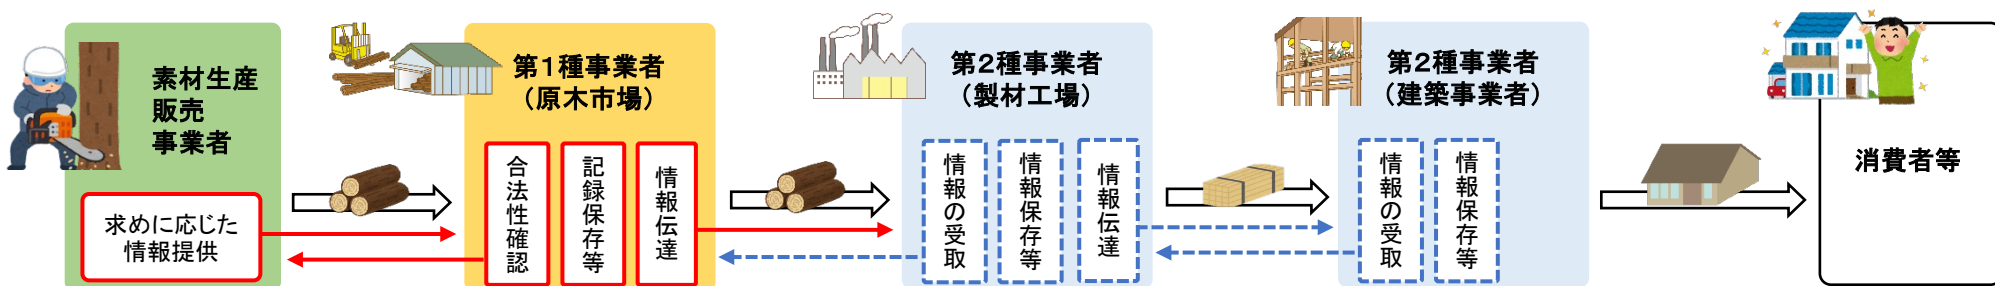 素材生産
販売
事業者
求めに応じた
情報提供
第１種事業者
（原木市場）
合法性確認
記録保存等
情報伝達
第２種事業者
（製材工場）
情報の受取
情報保存等
情報伝達
第２種事業者
（建築事業者）
情報の受取
情報保存等
消費者等